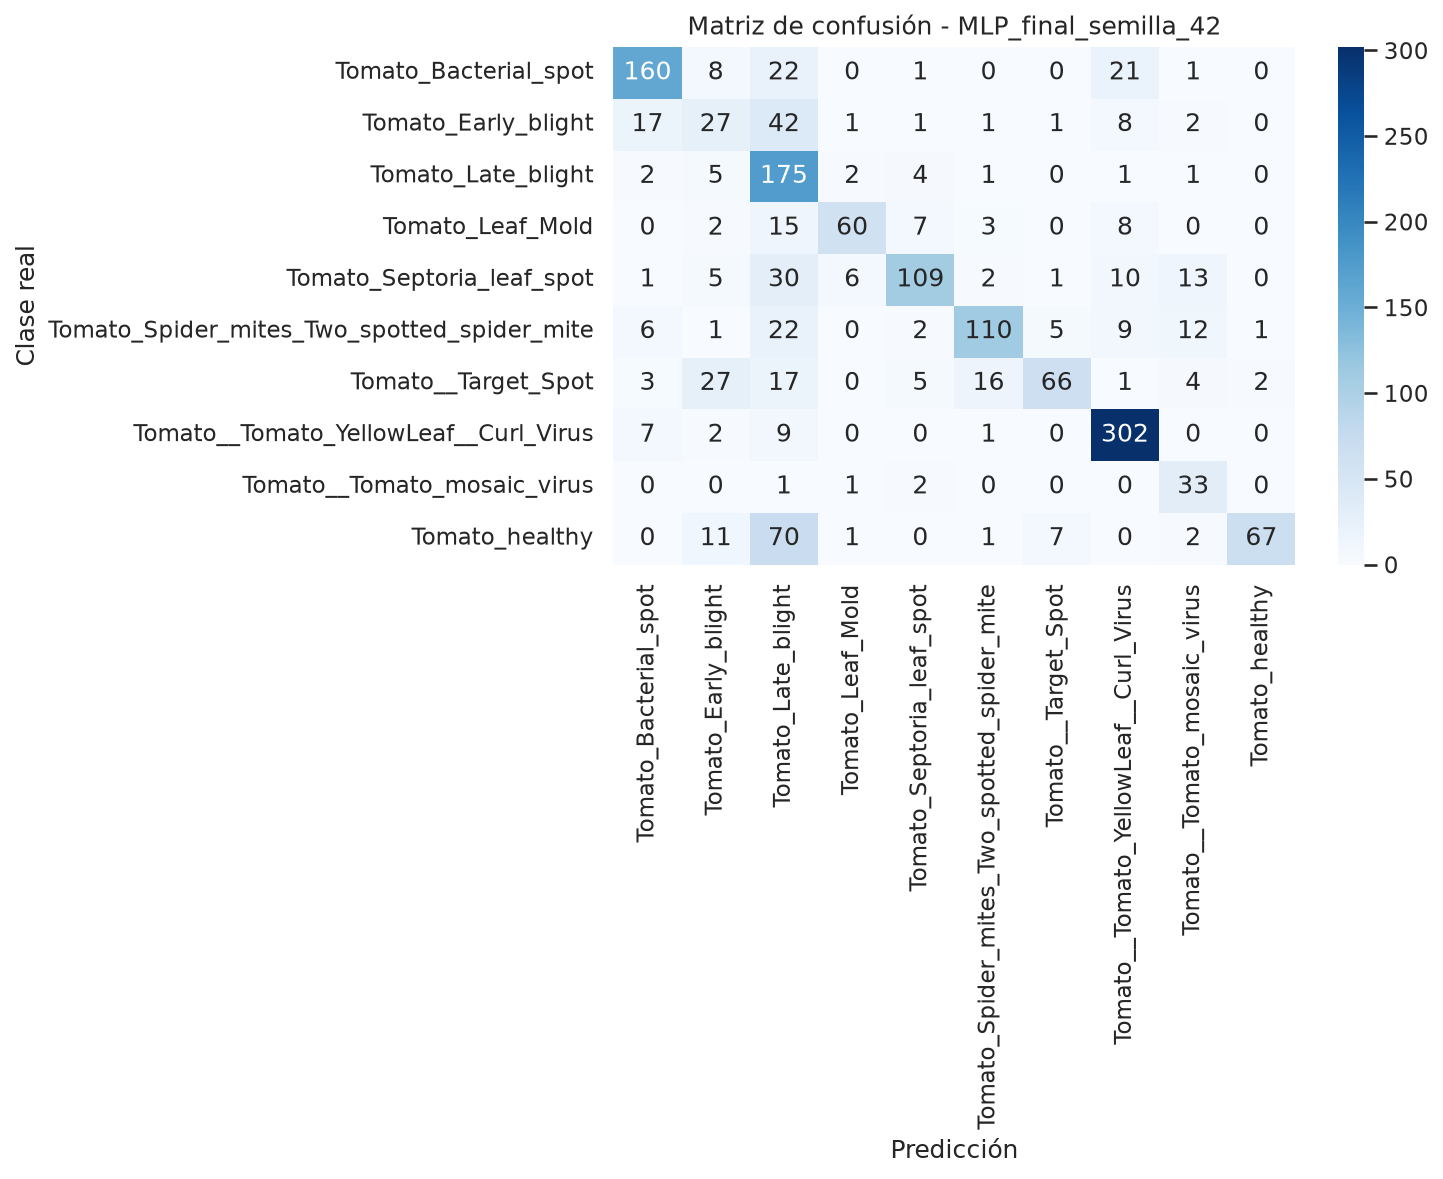 Matriz de confusión - MLP_final_semilla_42
Clase real
Tomato_Bacterial_spot 160 8 22 0 1 0 0 21 1 0
Tomato_Early_blight 17 27 42 1 1 1 1 8 2 0
Tomato_Late_blight 2 5 175 2 4 1 0 1 1 0
Tomato_Leaf_Mold 0 2 15 60 7 3 0 8 0 0
Tomato_Septoria_leaf_spot 1 5 30 6 109 2 1 10 13 0
Tomato_Spider_mites_Two_spotted_spider_mite 6 1 22 0 2 110 5 9 12 1
Tomato__Target_Spot 3 27 17 0 5 16 66 1 4 2
Tomato__Tomato_YellowLeaf__Curl_Virus 7 2 9 0 0 1 0 302 0 0
Tomato__Tomato_mosaic_virus 0 0 1 1 2 0 0 0 33 0
Tomato_healthy 0 11 70 1 0 1 7 0 2 67
300
250
200
150
100
50
0
Tomato_Bacterial_spot
Tomato_Early_blight
Tomato_Late_blight
Tomato_Leaf_Mold
Tomato_Septoria_leaf_spot
Tomato_Spider_mites_Two_spotted_spider_mite
Tomato__Target_Spot
Tomato__Tomato_YellowLeaf__Curl_Virus
Tomato__Tomato_mosaic_virus
Tomato_healthy
Predicción